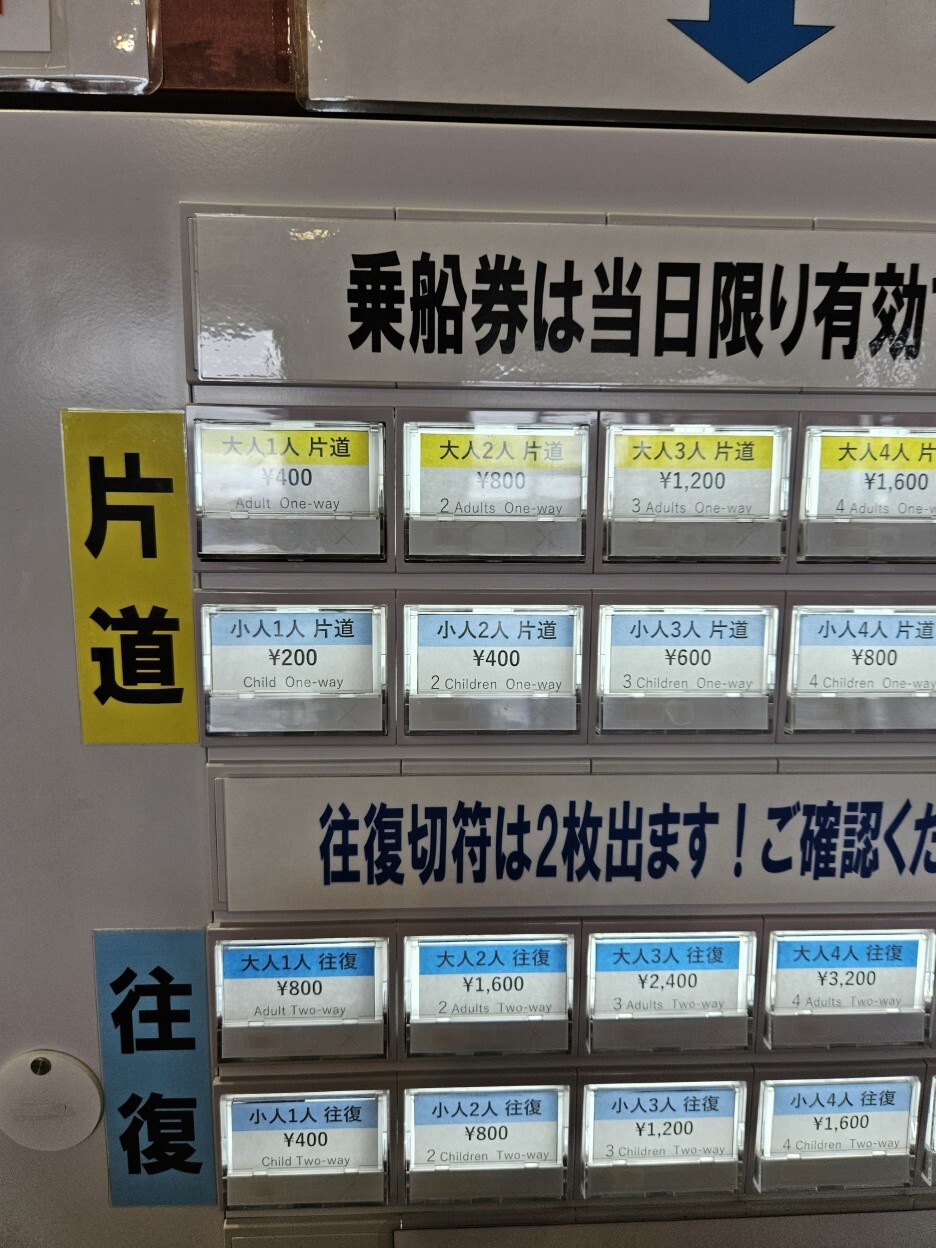 乗船券は当日限り有効
片道
大人1人 片道
¥400
Adult One-way
大人2人 片道
¥800
2 Adults One-way
大人3人 片道
¥1,200
3 Adults One-way
大人4人 片
¥1,600
4 Adults One-w
小人1人 片道
¥200
Child One-way
小人2人 片道
¥400
2 Children One-way
小人3人 片道
¥600
3 Children One-way
小人4人 片道
¥800
4 Children One-way
往復切符は2枚出ます！ご確認くだ
往復
大人1人 往復
¥800
Adult Two-way
大人2人 往復
¥1,600
2 Adults Two-way
大人3人 往復
¥2,400
3 Adults Two-way
大人4人 往復
¥3,200
4 Adults Two-way
小人1人 往復
¥400
Child Two-way
小人2人 往復
¥800
2 Children Two-way
小人3人 往復
¥1,200
3 Children Two-way
小人4人 往復
¥1,600
4 Children Two-way